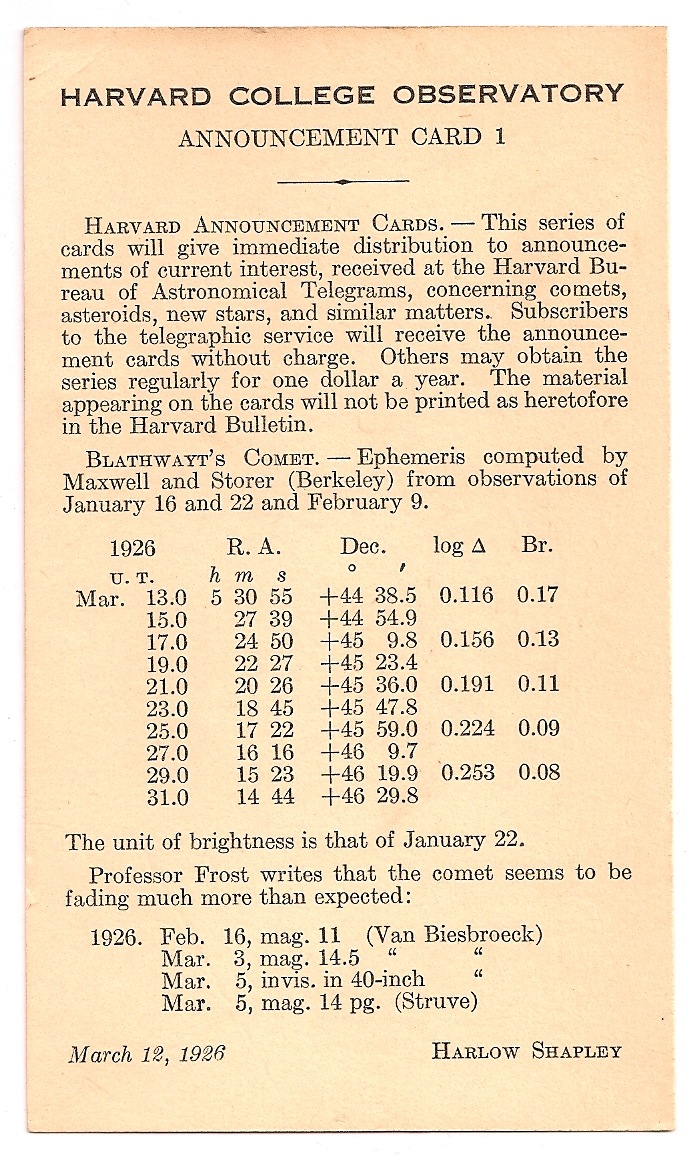 HARVARD COLLEGE OBSERVATORY
ANNOUNCEMENT CARD 1
HARVARD ANNOUNCEMENT CARDS. — This series of
cards will give immediate distribution to announce-
ments of current interest, received at the Harvard Bu-
reau of Astronomical Telegrams, concerning comets,
asteroids, new stars, and similar matters. Subscribers
to the telegraphic service will receive the announce-
ment cards without charge. Others may obtain the
series regularly for one dollar a year. The material
appearing on the cards will not be printed as heretofore
in the Harvard Bulletin.
BLATHWAYT'S COMET. — Ephemeris computed by
Maxwell and Storer (Berkeley) from observations of
January 16 and 22 and February 9.
1926 R. A. Dec. log Δ Br.
U. T. h m s ° ′
Mar. 13.0 5 30 55 +44 38.5 0.116 0.17
15.0 27 39 +44 54.9
17.0 24 50 +45 9.8 0.156 0.13
19.0 22 27 +45 23.4
21.0 20 26 +45 36.0 0.191 0.11
23.0 18 45 +45 47.8
25.0 17 22 +45 59.0 0.224 0.09
27.0 16 16 +46 9.7
29.0 15 23 +46 19.9 0.253 0.08
31.0 14 44 +46 29.8
The unit of brightness is that of January 22.
Professor Frost writes that the comet seems to be
fading much more than expected:
1926. Feb. 16, mag. 11 (Van Biesbroeck)
Mar. 3, mag. 14.5 “ “
Mar. 5, invis. in 40-inch “
Mar. 5, mag. 14 pg. (Struve)
March 12, 1926 HARLOW SHAPLEY